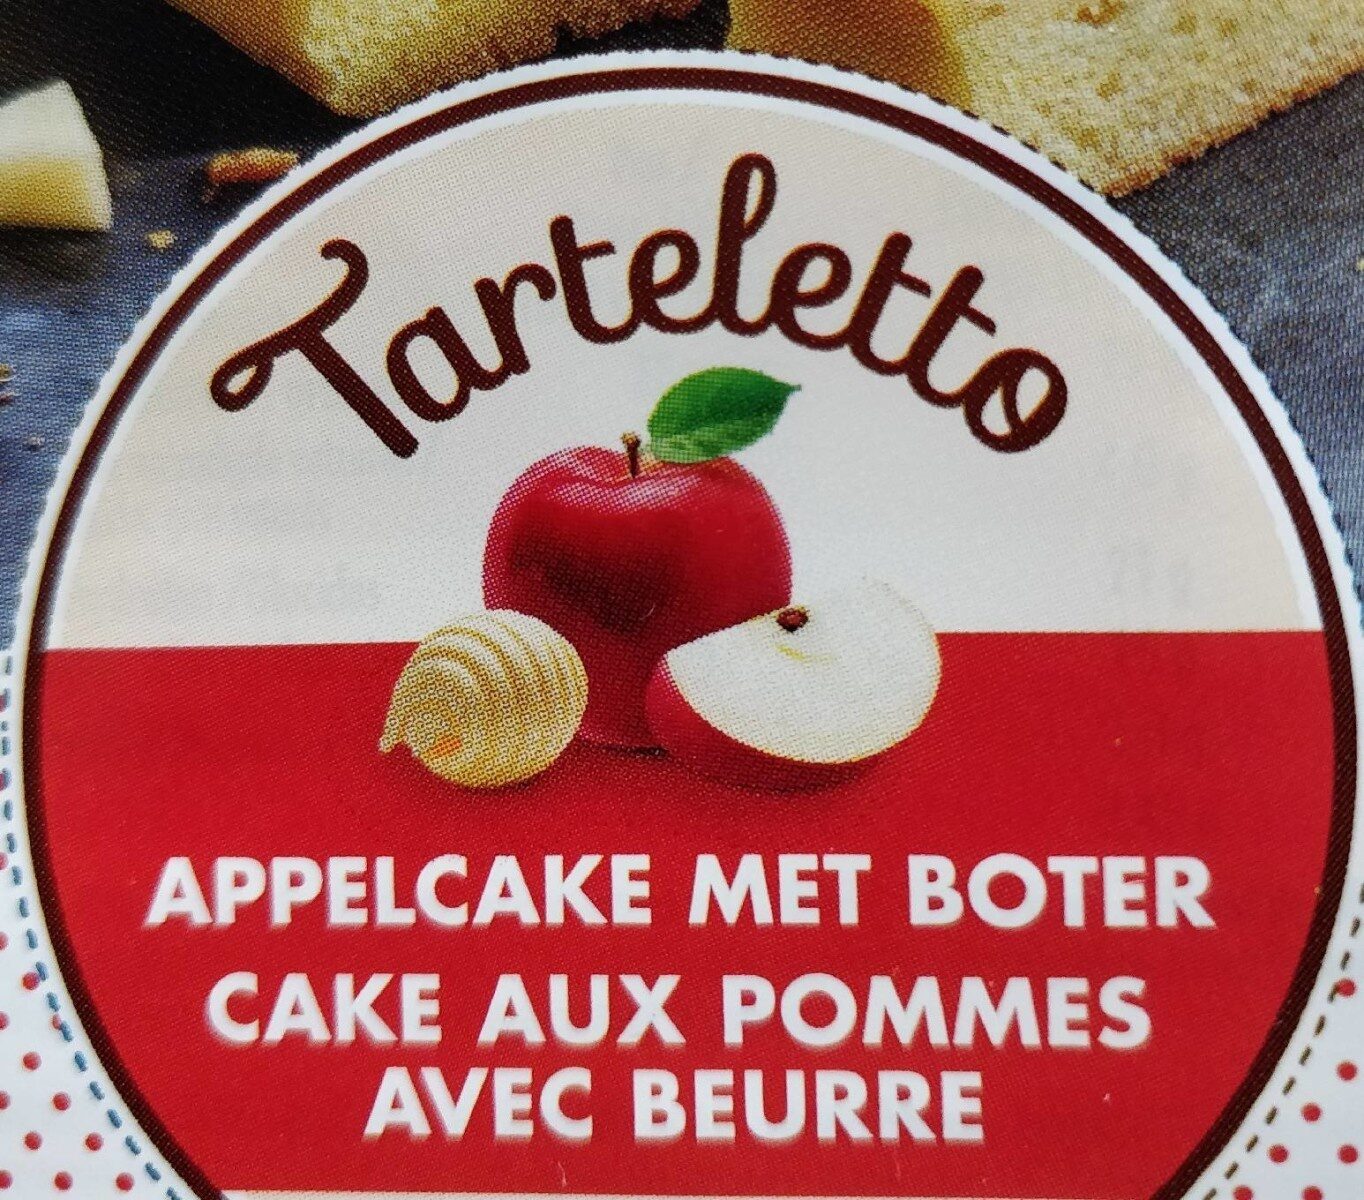 Tarteletto
APPELCAKE MET BOTER
CAKE AUX POMMES
AVEC BEURRE